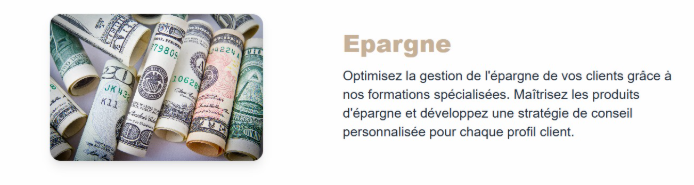 Epargne
Optimisez la gestion de l'épargne de vos clients grâce à
nos formations spécialisées. Maîtrisez les produits
d'épargne et développez une stratégie de conseil
personnalisée pour chaque profil client.